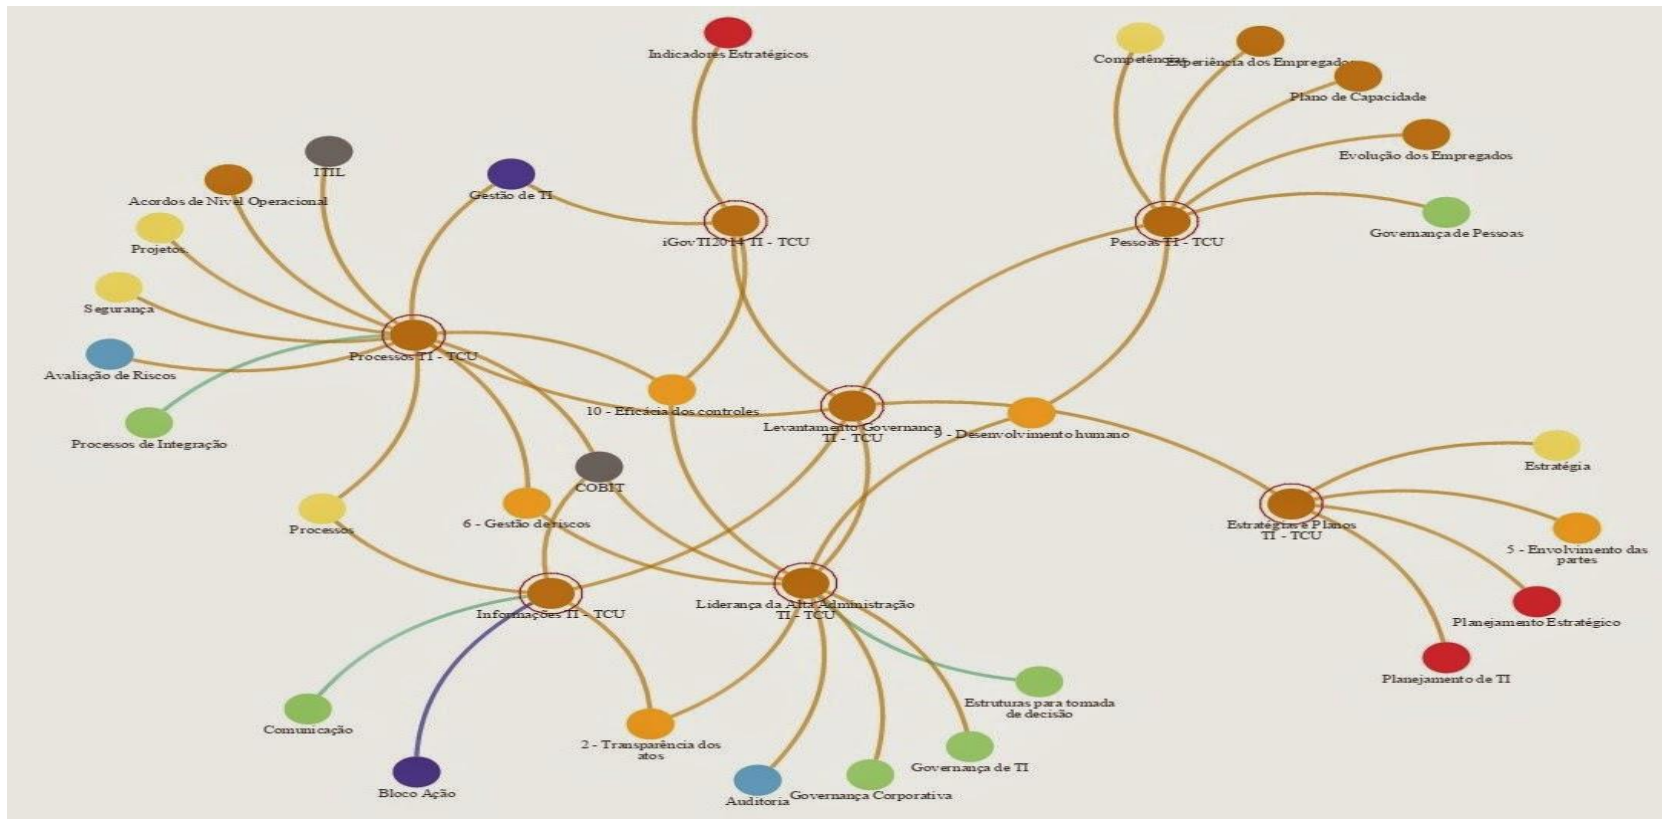 Indicadores Estratégicos
Competências
Experiência dos Empregados
Plano de Capacidade
Evolução dos Empregados
ITIL
Gestão de TI
Acordos de Nivel Operacional
Projetos.
iGovTI2014 TI - TCU
Pessoas TI - TCU
Governança de Pessoas
Segurança
Processos TI - TCU
Avaliação de Riscos
10 - Eficácia dos controles
Levantamento Governança
TI - TCU
9 - Desenvolvimento humano
Processos de Integração
Estratégia
COBIT
Processos
6 - Gestão de riscos
Estratégias e Planos
TI - TCU
5 - Envolvimento das
partes
Informações TI - TCU
Liderança da Alta Administração
TI - TCU
Planejamento Estratégico
Planejamento de TI
Estruturas para tomada
de decisão
Comunicação
2 - Transparência dos
atos
Governança de TI
Bloco Ação
Auditoria
Governança Corporativa